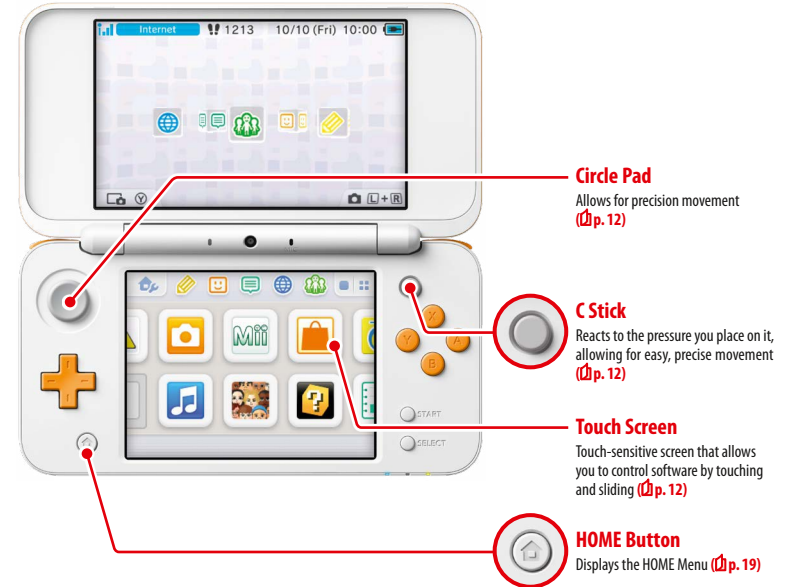 Internet 1213 10/10 (Fri) 10:00
Y L+R
Circle Pad
Allows for precision movement
(p. 12)
Mii
X
Y A
B
C Stick
Reacts to the pressure you place on it,
allowing for easy, precise movement
(p. 12)
START
SELECT
Touch Screen
Touch-sensitive screen that allows
you to control software by touching
and sliding (p. 12)
HOME Button
Displays the HOME Menu (p. 19)